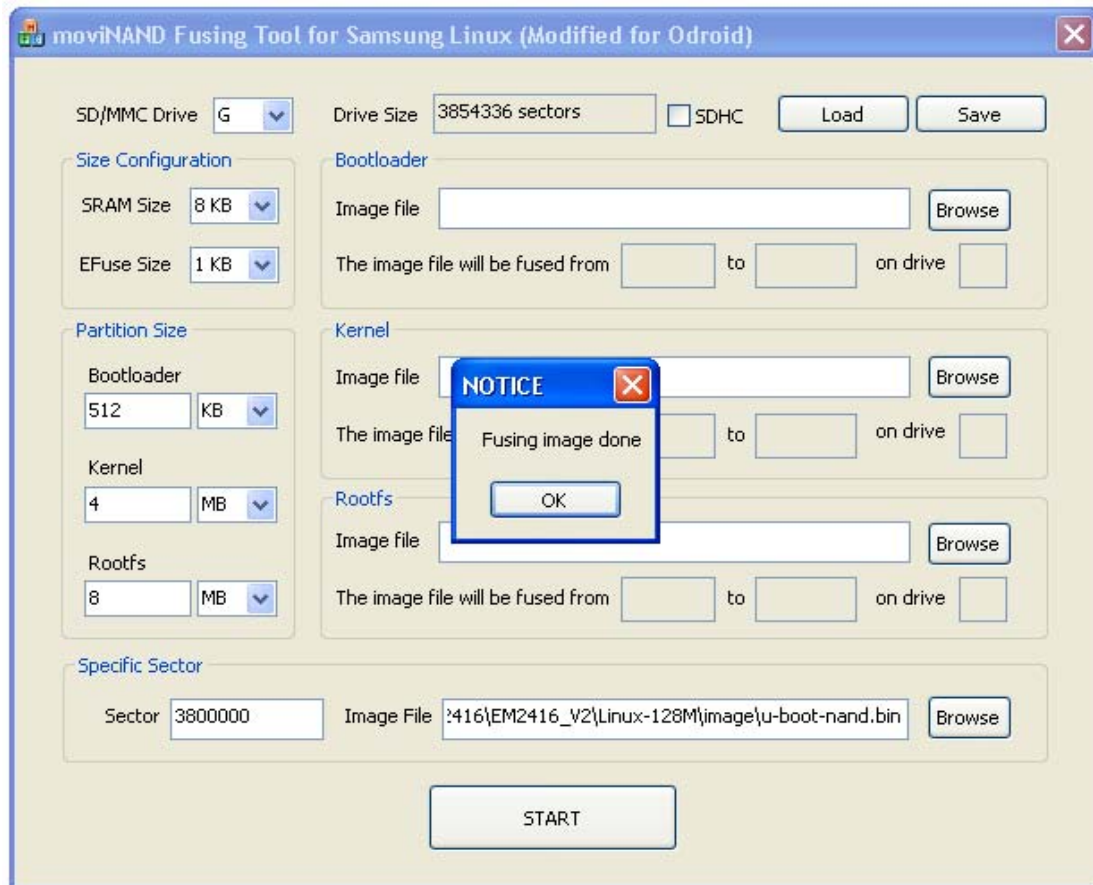 moviNAND Fusing Tool for Samsung Linux (Modified for Odroid)
SD/MMC Drive G Drive Size 3854336 sectors SDHC Load Save
Size Configuration
SRAM Size 8 KB
EFuse Size 1 KB
Bootloader
Image file Browse
The image file will be fused from to on drive
Partition Size
Bootloader
512 KB
Kernel
4 MB
Rootfs
8 MB
Kernel
Image file Browse
The image file to on drive
NOTICE
Fusing image done
OK
Rootfs
Image file Browse
The image file will be fused from to on drive
Specific Sector
Sector 3800000 Image File 2416\EM2416_V2\Linux-128M\image\u-boot-nand.bin Browse
START